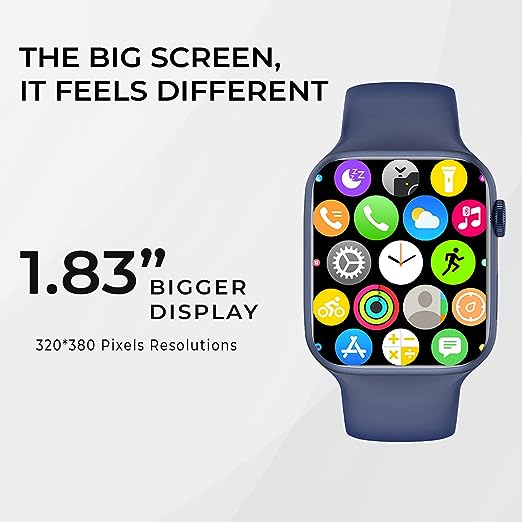 THE BIG SCREEN,
IT FEELS DIFFERENT
1.83”
BIGGER
DISPLAY
320*380 Pixels Resolutions